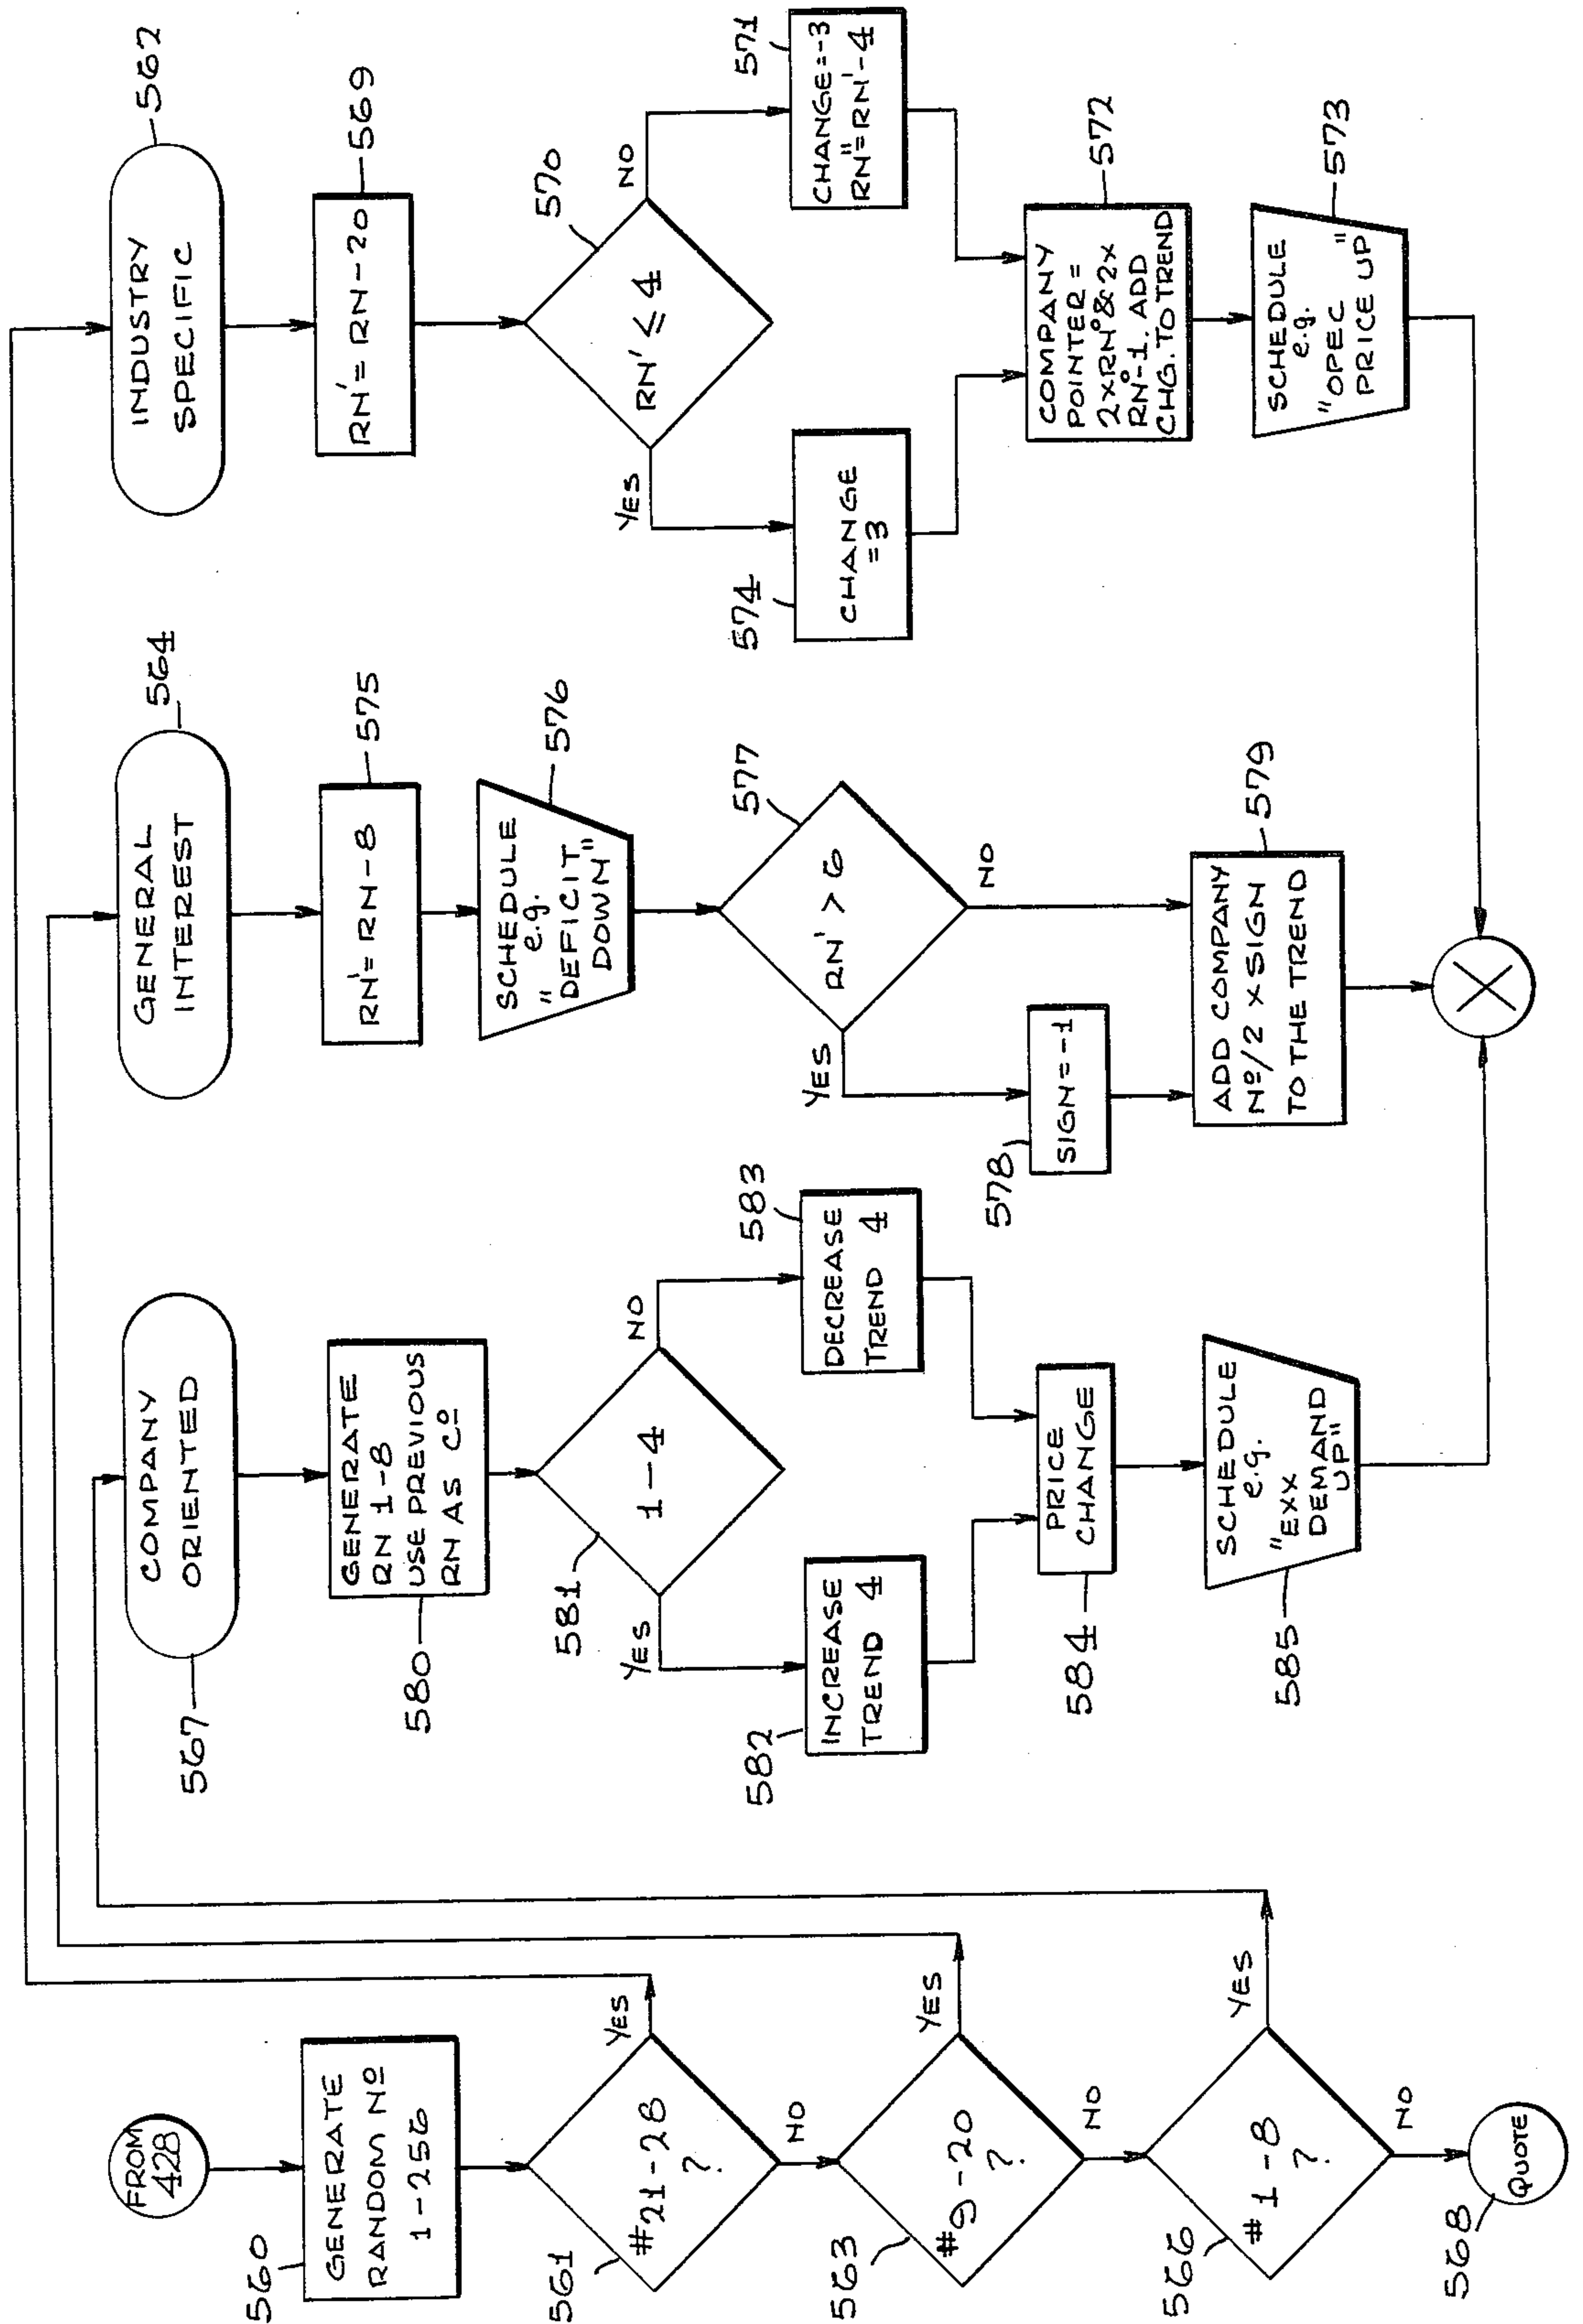 FROM
428
560
GENERATE
RANDOM Nº
1-256
561
#21-28
?
YES
NO
563
#9-20
?
YES
NO
566
#1-8
?
YES
NO
568
QUOTE
567
COMPANY
ORIENTED
580
GENERATE
RN 1-8
USE PREVIOUS
RN AS Cº
581
1-4
YES
NO
582
INCREASE
TREND 4
583
DECREASE
TREND 4
584
PRICE
CHANGE
585
SCHEDULE
e.g.
"EXX
DEMAND
UP"
564
GENERAL
INTEREST
575
RN'=RN-8
576
SCHEDULE
e.g.
"DEFICIT
DOWN"
577
RN'>6
YES
NO
578
SIGN=-1
579
ADD COMPANY
Nº/2 x SIGN
TO THE TREND
562
INDUSTRY
SPECIFIC
569
RN'=RN-20
570
RN'≤4
YES
NO
574
CHANGE
=3
571
CHANGE=-3
RN"=RN'-4
572
COMPANY
POINTER=
2xRNº&2x
RNº-1. ADD
CHG. TO TREND
573
SCHEDULE
e.g.
"OPEC
PRICE UP"